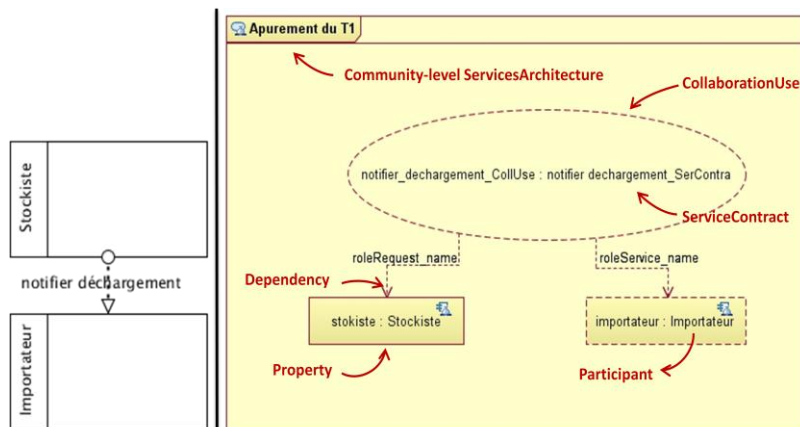 Stockiste
notifier déchargement
Importateur
Apurement du T1
Community-level ServicesArchitecture
CollaborationUse
notifier_dechargement_CollUse : notifier dechargement_SerContra
ServiceContract
roleRequest_name
roleService_name
Dependency
stokiste : Stockiste
importateur : Importateur
Property
Participant